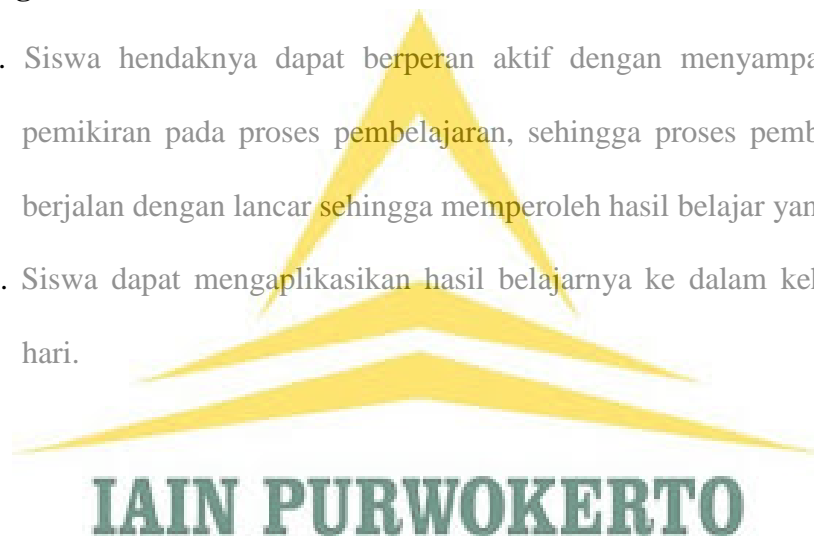 . Siswa hendaknya dapat berperan aktif dengan menyampa
pemikiran pada proses pembelajaran, sehingga proses pemb
berjalan dengan lancar sehingga memperoleh hasil belajar yan
. Siswa dapat mengaplikasikan hasil belajarnya ke dalam kel
hari.
IAIN PURWOKERTO